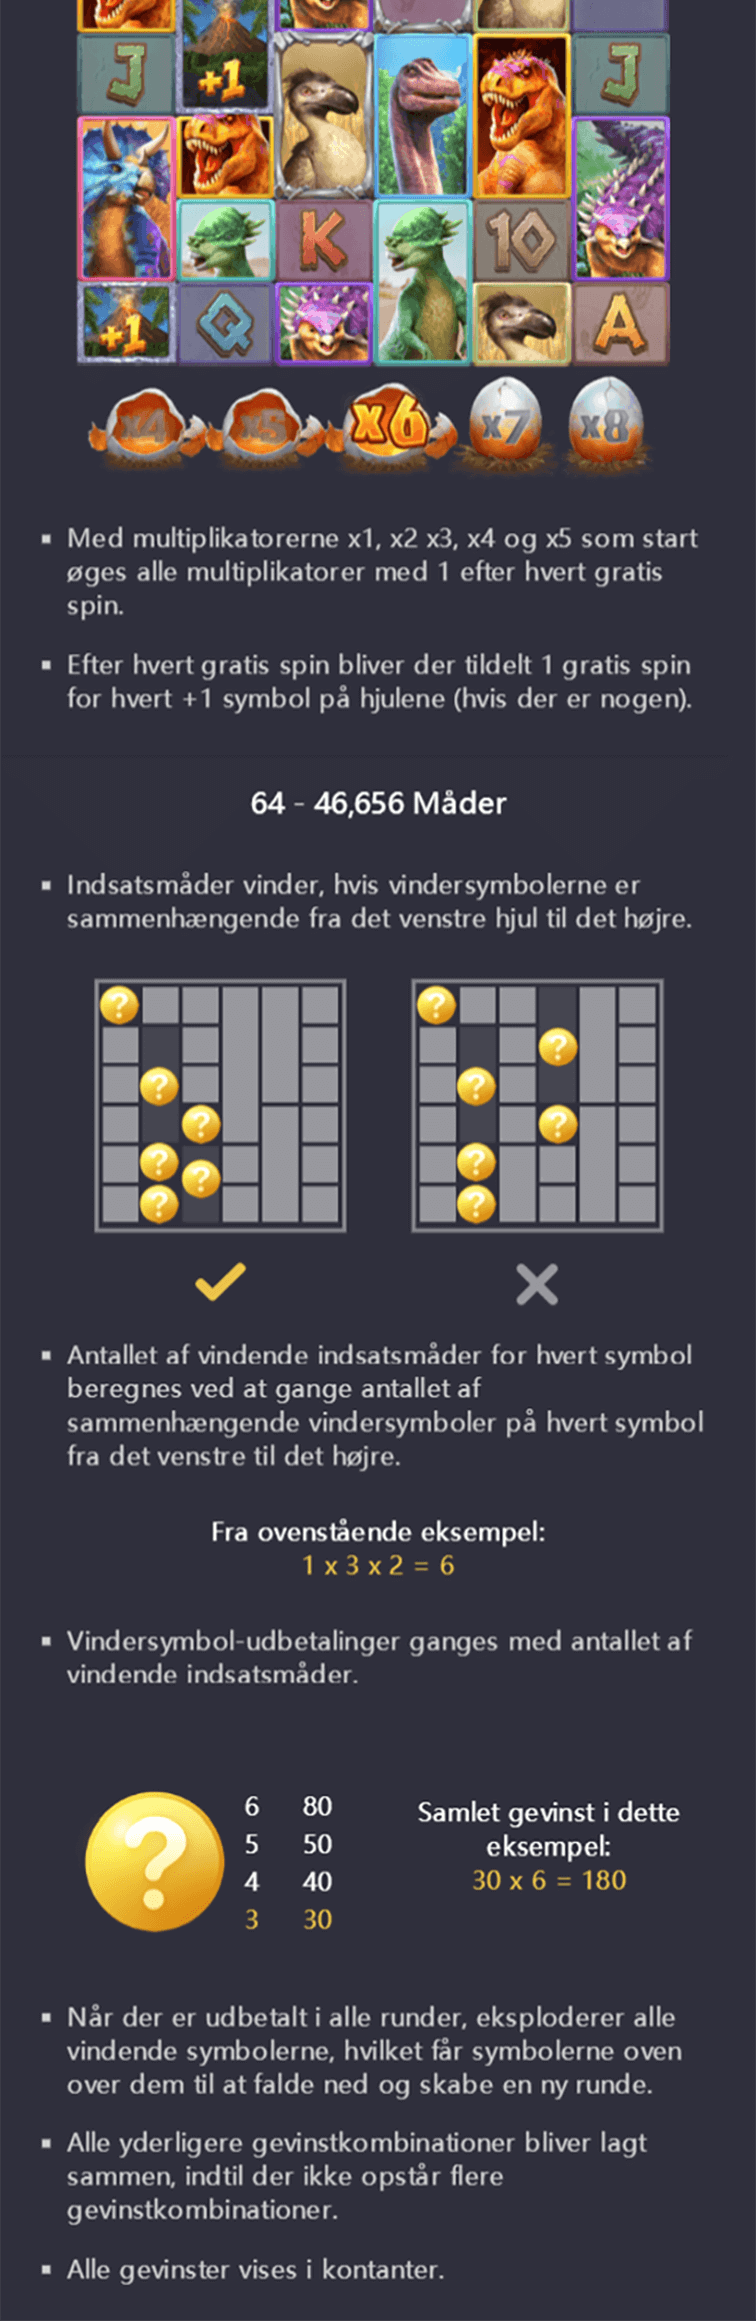 J +1 J
K 10
+1 Q A
x4 x5 x6 x7 x8
▪ Med multiplikatorerne x1, x2 x3, x4 og x5 som start
øges alle multiplikatorer med 1 efter hvert gratis
spin.
▪ Efter hvert gratis spin bliver der tildelt 1 gratis spin
for hvert +1 symbol på hjulene (hvis der er nogen).
64 - 46,656 Måder
▪ Indsatsmåder vinder, hvis vindersymbolerne er
sammenhængende fra det venstre hjul til det højre.
? ?
? ?
? ?
? ?
? ?
? ?
▪ Antallet af vindende indsatsmåder for hvert symbol
beregnes ved at gange antallet af
sammenhængende vindersymboler på hvert symbol
fra det venstre til det højre.
Fra ovenstående eksempel:
1 x 3 x 2 = 6
▪ Vindersymbol-udbetalinger ganges med antallet af
vindende indsatsmåder.
?
6 80
5 50
4 40
3 30
Samlet gevinst i dette
eksempel:
30 x 6 = 180
▪ Når der er udbetalt i alle runder, eksploderer alle
vindende symbolerne, hvilket får symbolerne oven
over dem til at falde ned og skabe en ny runde.
▪ Alle yderligere gevinstkombinationer bliver lagt
sammen, indtil der ikke opstår flere
gevinstkombinationer.
▪ Alle gevinster vises i kontanter.